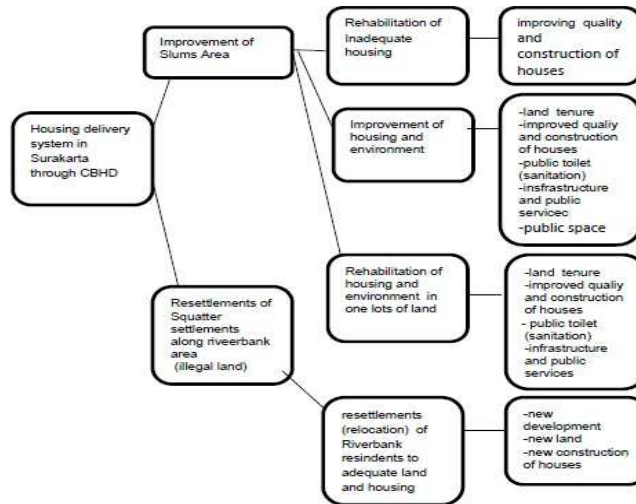 Housing delivery
system in
Surakarta
through CBHD
Improvement of
Slums Area
Resettlements of
Squatter
settlements
along riveerbank
area
(illegal land)
Rehabilitation of
Inadequate
housing
Improvement of
housing and
environment
Rehabilitation of
housing and
environment in
one lots of land
resettlements
(relocation) of
Riverbank
resindents to
adequate land
and housing
improving quality
and
construction of
houses
-land tenure
-improved qualiy
and construction
of houses
-public toilet
(sanitation)
-insfrastructure
and public
servicec
-public space
-land tenure
-improved qualiy
and construction
of houses
- public toilet
(sanitation)
-infrastructure
and public
services
-new
development
-new land
-new construction
of houses